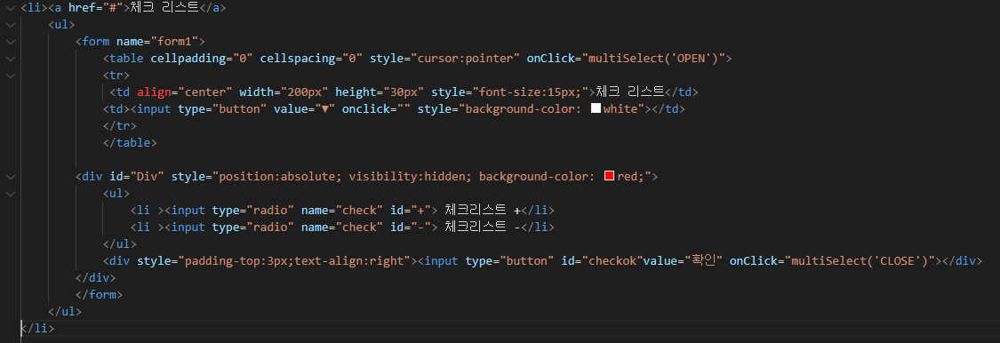 <li><a href="#">체크 리스트</a>
<ul>
<form name="form1">
<table cellpadding="0" cellspacing="0" style="cursor:pointer" onClick="multiSelect('OPEN')">
<tr>
<td align="center" width="200px" height="30px" style="font-size:15px;">체크 리스트</td>
<td><input type="button" value="▼" onclick="" style="background-color: white"></td>
</tr>
</table>
<div id="Div" style="position:absolute; visibility:hidden; background-color: red;">
<ul>
<li ><input type="radio" name="check" id="+"> 체크리스트 +</li>
<li ><input type="radio" name="check" id="-"> 체크리스트 -</li>
</ul>
<div style="padding-top:3px;text-align:right"><input type="button" id="checkok"value="확인" onClick="multiSelect('CLOSE')"></div>
</div>
</form>
</ul>
</li>